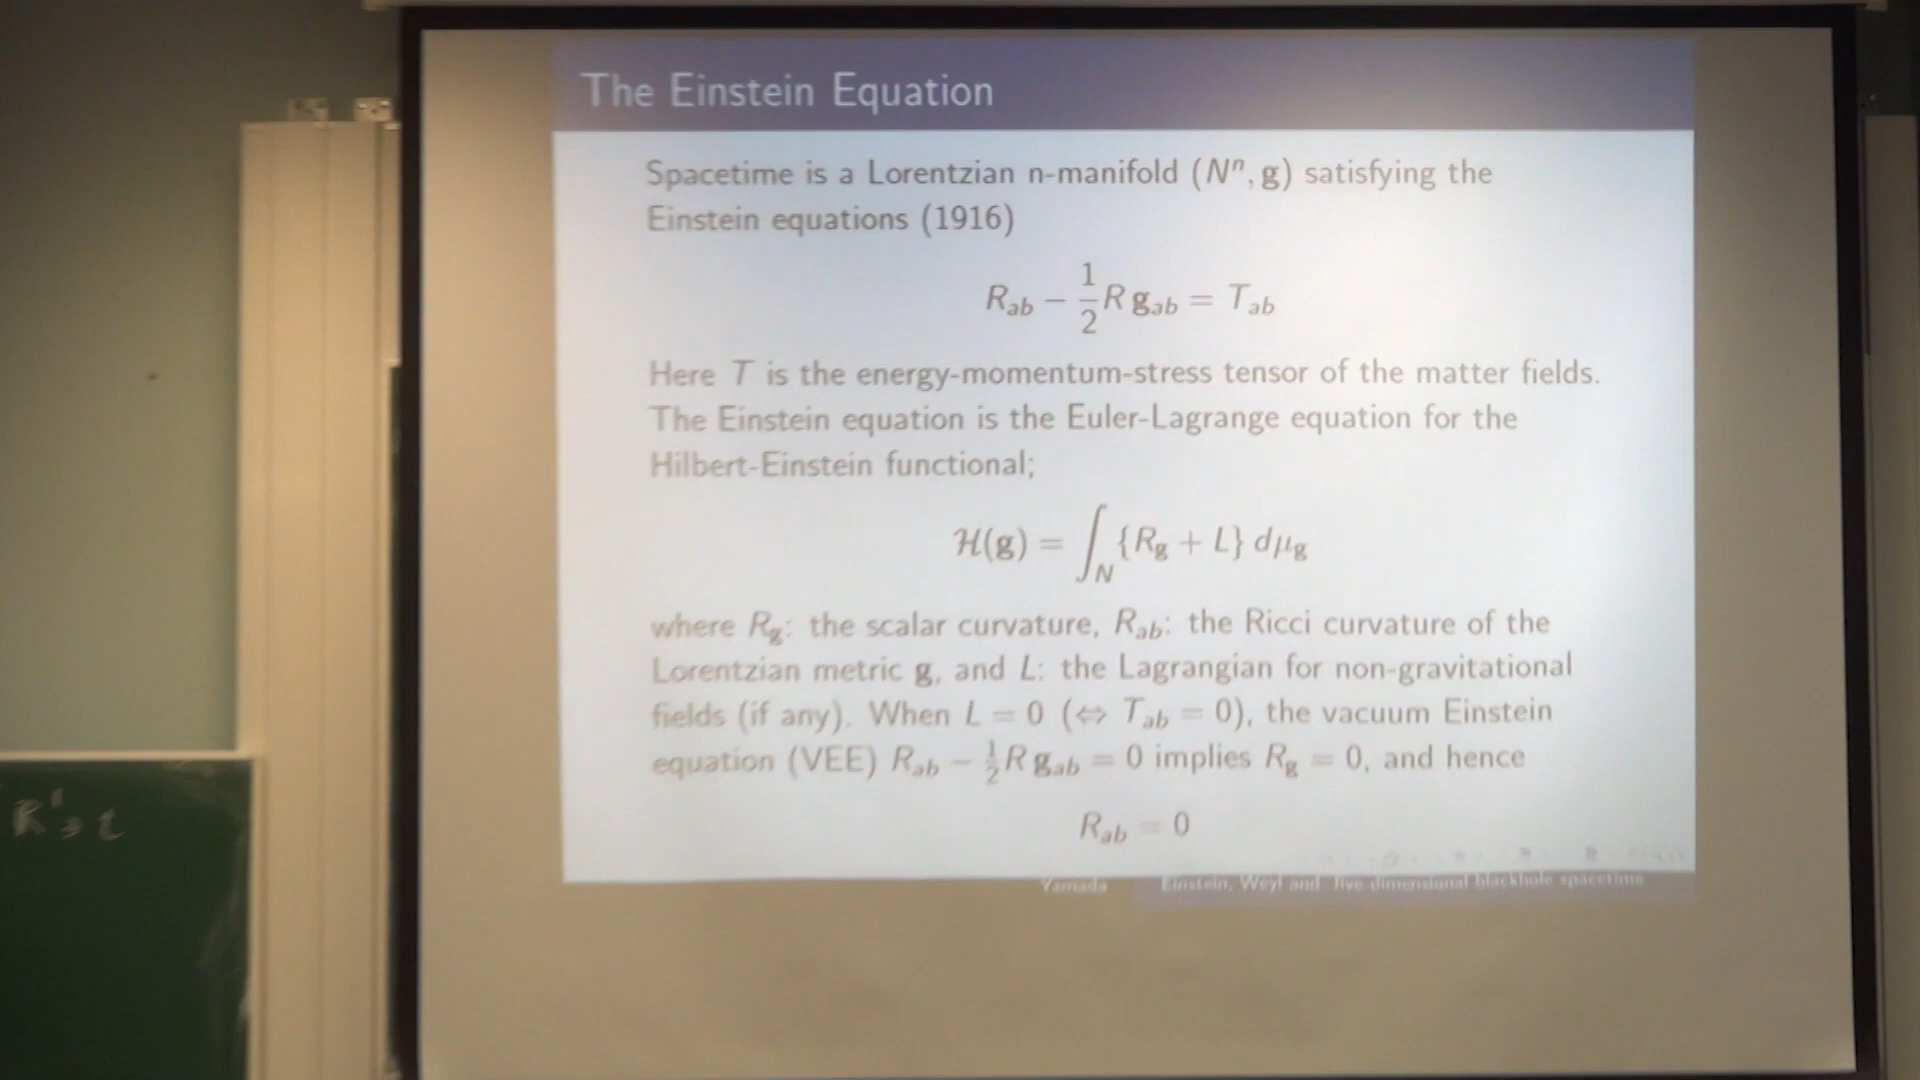 The Einstein Equation
Spacetime is a Lorentzian n-manifold (Nⁿ, g) satisfying the
Einstein equations (1916)
R_ab − 1/2 R g_ab = T_ab
Here T is the energy-momentum-stress tensor of the matter fields.
The Einstein equation is the Euler-Lagrange equation for the
Hilbert-Einstein functional;
ℋ(g) = ∫_N {R_g + L} dμ_g
where R_g: the scalar curvature, R_ab: the Ricci curvature of the
Lorentzian metric g, and L: the Lagrangian for non-gravitational
fields (if any). When L = 0 (⇔ T_ab = 0), the vacuum Einstein
equation (VEE) R_ab − 1/2 R g_ab = 0 implies R_g = 0, and hence
R_ab = 0
Yamada Einstein, Weyl and five-dimensional blackhole spacetime